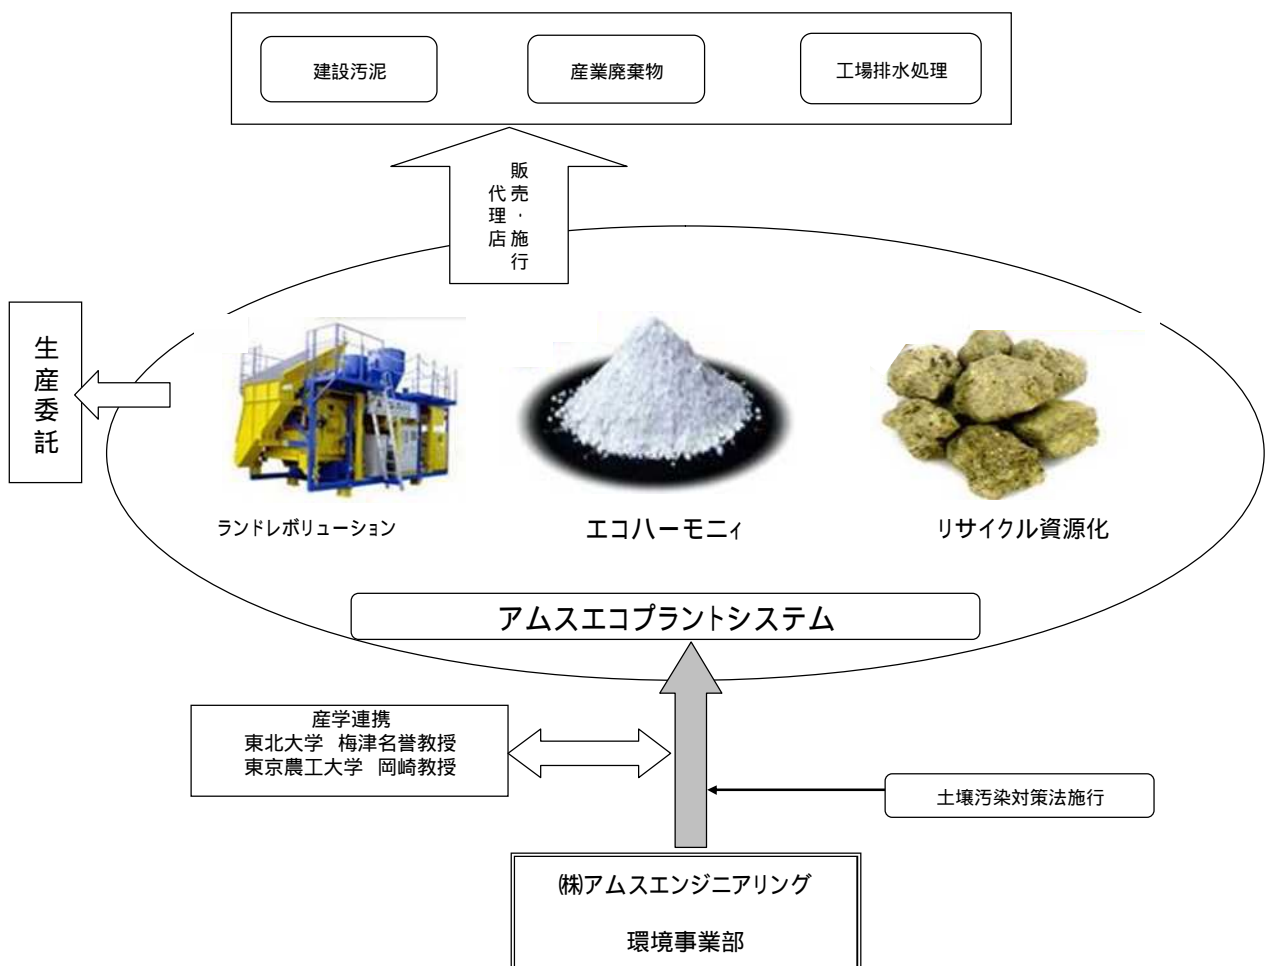 建設汚泥
産業廃棄物
工場排水処理
販売・施行
代理店
生産委託
ランドレボリューション
エコハーモニィ
リサイクル資源化
アムスエコプラントシステム
産学連携
東北大学 梅津名誉教授
東京農工大学 岡崎教授
土壌汚染対策法施行
㈱アムスエンジニアリング
環境事業部